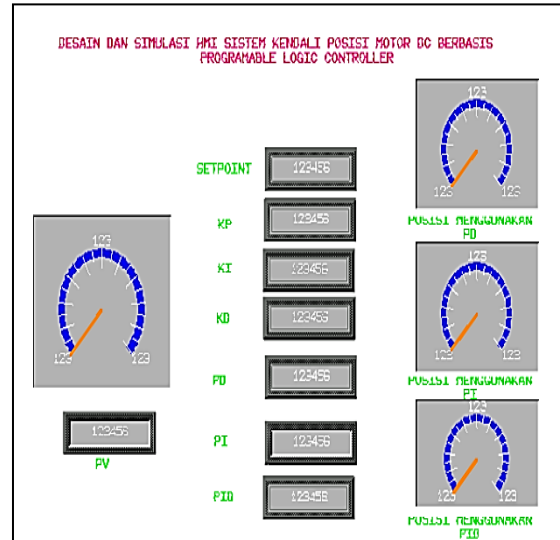 DESAIN DAN SIMULASI HMI SISTEM KENDALI POSISI MOTOR DC BERBASIS
PROGRAMABLE LOGIC CONTROLLER
123
123 123
123456
PV
SETPOINT 123456
KP 123456
KI 123456
KD 123456
PD 123456
PI 123456
PID 123456
123
123 123
POSISI MENGGUNAKAN
PD
123
123 123
POSISI MENGGUNAKAN
PI
123
123 123
POSISI MENGGUNAKAN
PID